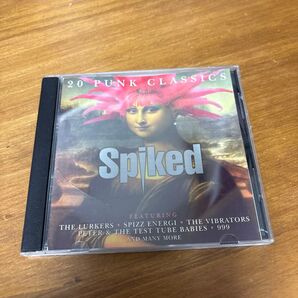 20 PUNK CLASSICS
Spiked
FEATURING
THE LURKERS • SPIZZ ENERGI • THE VIBRATORS
PETER & THE TEST TUBE BABIES • 999
AND MANY MORE